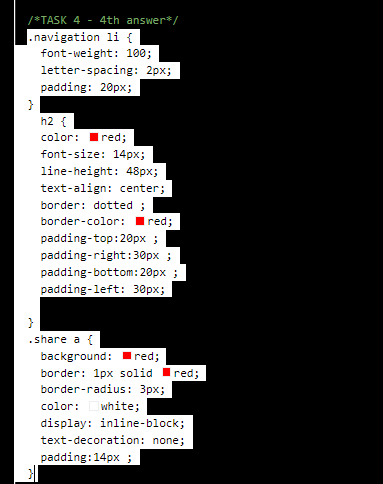 /*TASK 4 - 4th answer*/
.navigation li {
font-weight: 100;
letter-spacing: 2px;
padding: 20px;
}
h2 {
color: red;
font-size: 14px;
line-height: 48px;
text-align: center;
border: dotted ;
border-color: red;
padding-top:20px ;
padding-right:30px ;
padding-bottom:20px ;
padding-left: 30px;
}
.share a {
background: red;
border: 1px solid red;
border-radius: 3px;
color: white;
display: inline-block;
text-decoration: none;
padding:14px ;
}